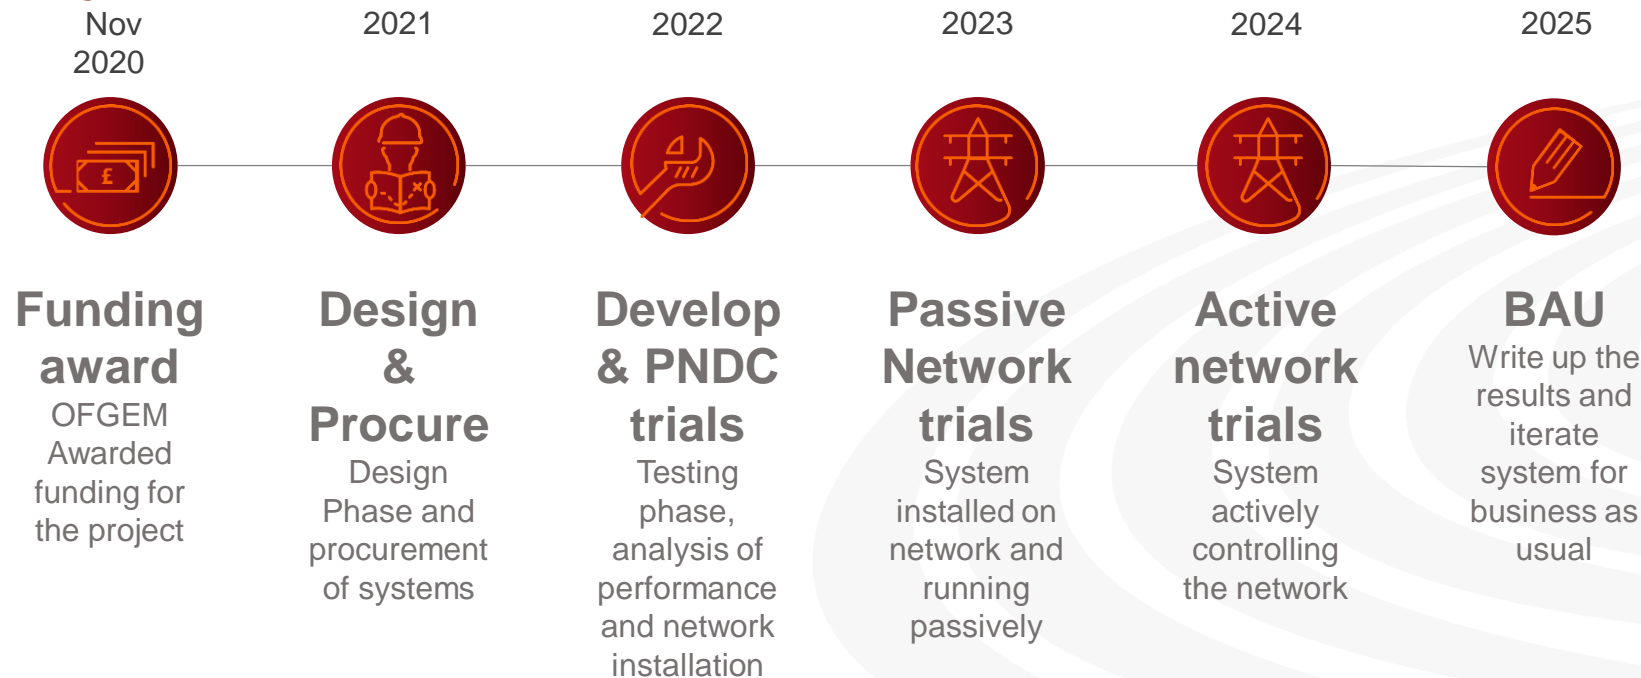 Nov
2020
2021
2022
2023
2024
2025
£
Funding
award
OFGEM
Awarded
funding for
the project
Design
&
Procure
Design
Phase and
procurement
of systems
Develop
& PNDC
trials
Testing
phase,
analysis of
performance
and network
installation
Passive
Network
trials
System
installed on
network and
running
passively
Active
network
trials
System
actively
controlling
the network
BAU
Write up the
results and
iterate
system for
business as
usual